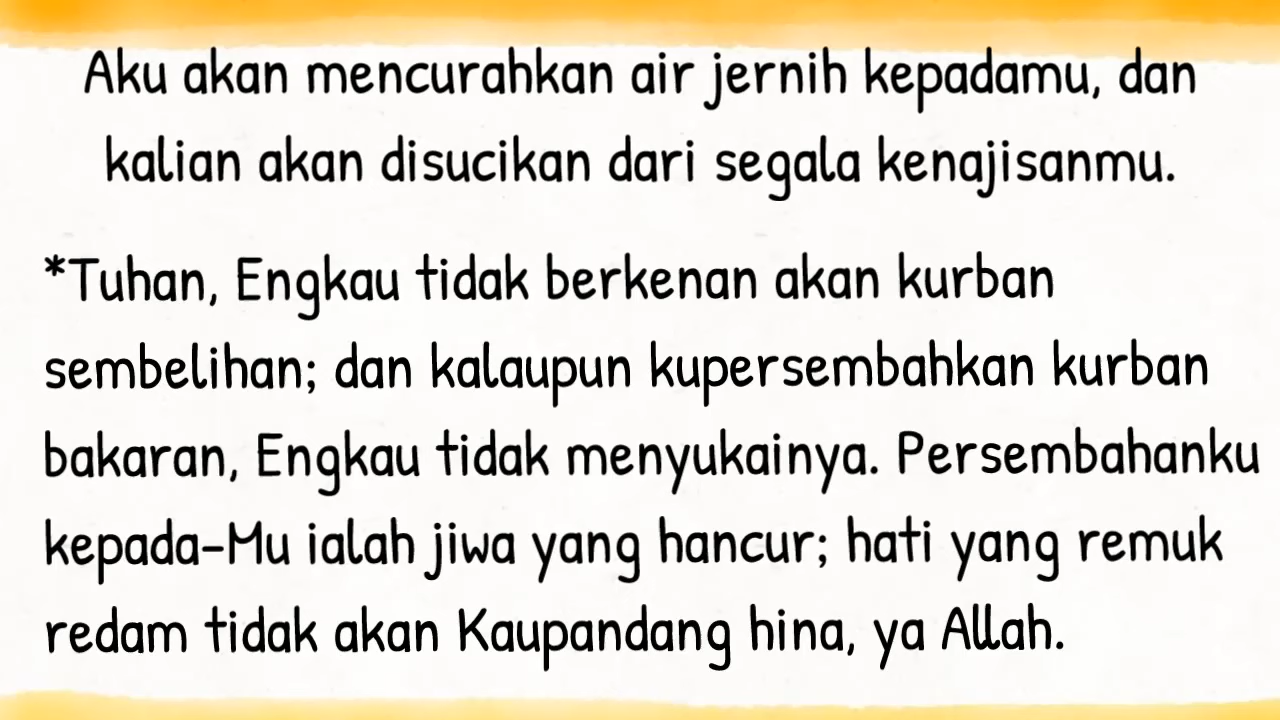 Aku akan mencurahkan air jernih kepadamu, dan
kalian akan disucikan dari segala kenajisanmu.
*Tuhan, Engkau tidak berkenan akan kurban
sembelihan; dan kalaupun kupersembahkan kurban
bakaran, Engkau tidak menyukainya. Persembahanku
kepada-Mu ialah jiwa yang hancur; hati yang remuk
redam tidak akan Kaupandang hina, ya Allah.